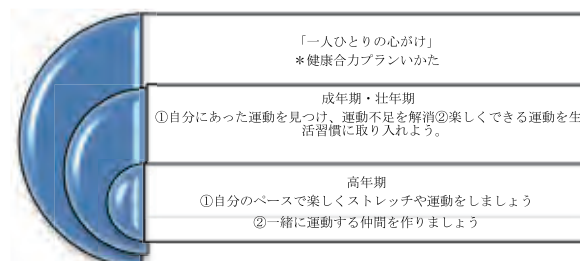 「一人ひとりの心がけ」
＊健康合力プランいかた
成年期・壮年期
①自分にあった運動を見つけ、運動不足を解消②楽しくできる運動を生
活習慣に取り入れよう。
高年期
①自分のペースで楽しくストレッチや運動をしましょう
②一緒に運動する仲間を作りましょう